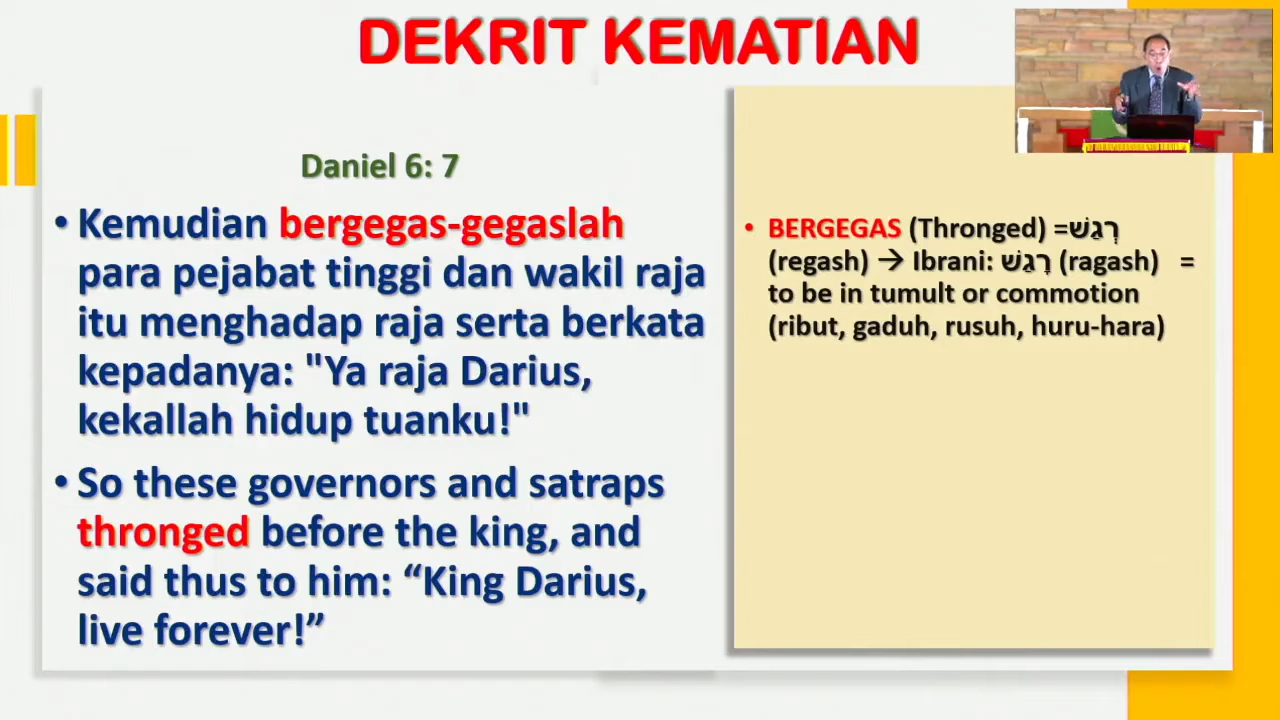 DEKRIT KEMATIAN
Daniel 6: 7
• Kemudian bergegas-gegaslah
para pejabat tinggi dan wakil raja
itu menghadap raja serta berkata
kepadanya: "Ya raja Darius,
kekallah hidup tuanku!"
• So these governors and satraps
thronged before the king, and
said thus to him: “King Darius,
live forever!”
• BERGEGAS (Thronged) =רְגַשׁ
(regash) → Ibrani: רָגַשׁ (ragash) =
to be in tumult or commotion
(ribut, gaduh, rusuh, huru-hara)